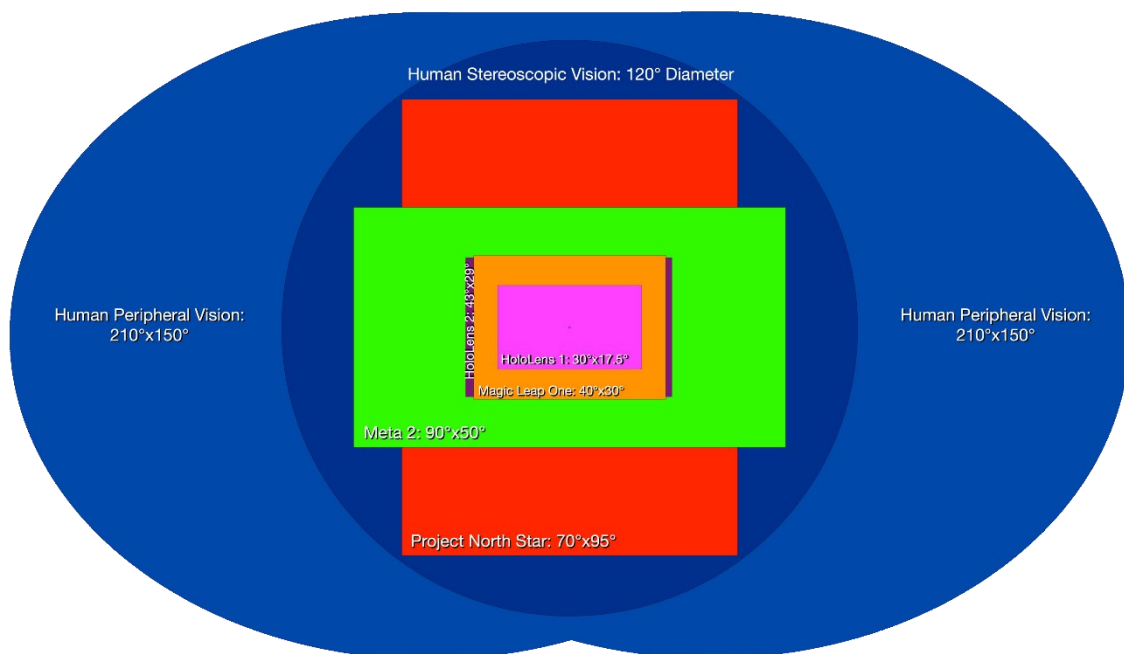 Human Stereoscopic Vision: 120° Diameter
Human Peripheral Vision:
210°x150°
HoloLens 2: 43°x29°
HoloLens 1: 30°x17.5°
Magic Leap One: 40°x30°
Meta 2: 90°x50°
Project North Star: 70°x95°
Human Peripheral Vision:
210°x150°